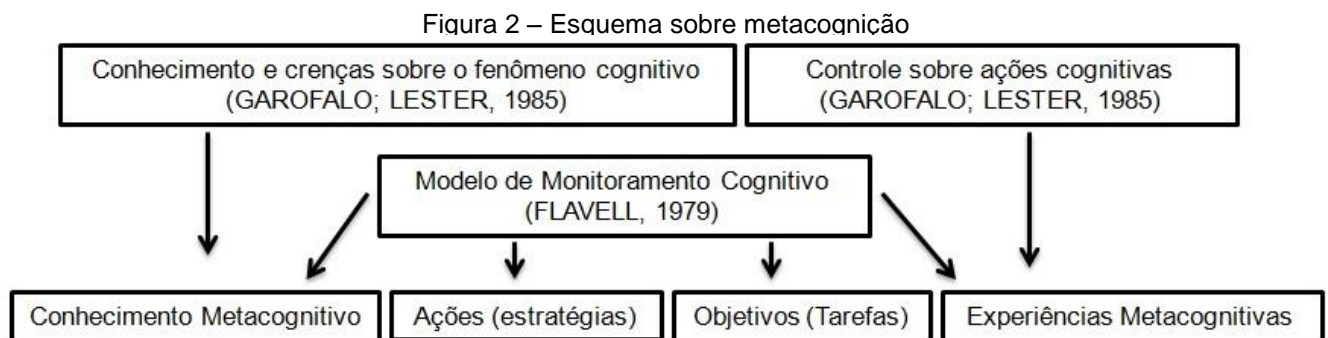 Figura 2 – Esquema sobre metacognição
Conhecimento e crenças sobre o fenômeno cognitivo
(GAROFALO; LESTER, 1985)
Controle sobre ações cognitivas
(GAROFALO; LESTER, 1985)
Modelo de Monitoramento Cognitivo
(FLAVELL, 1979)
Conhecimento Metacognitivo
Ações (estratégias)
Objetivos (Tarefas)
Experiências Metacognitivas